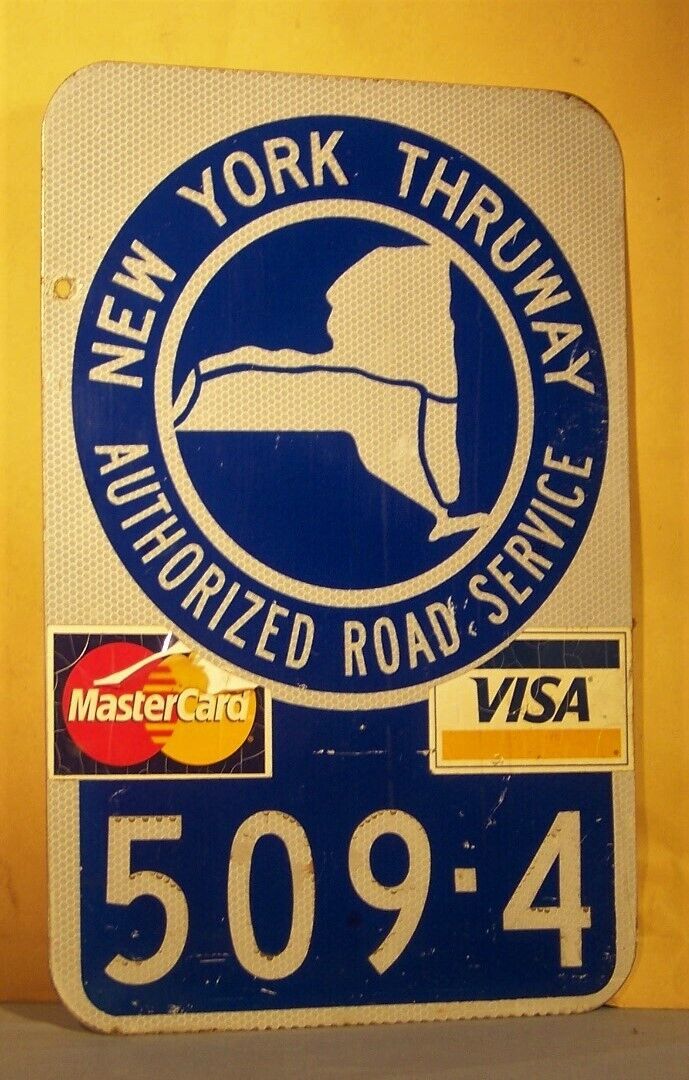 NEW YORK THRUWAY
AUTHORIZED ROAD SERVICE
MasterCard
VISA
509-4